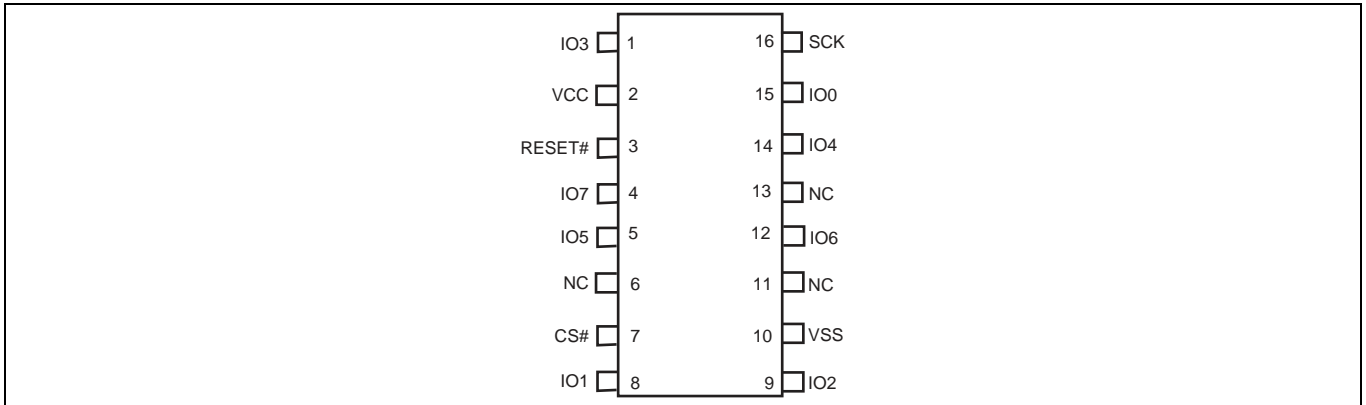 IO3 1 16 SCK
VCC 2 15 IO0
RESET# 3 14 IO4
IO7 4 13 NC
IO5 5 12 IO6
NC 6 11 NC
CS# 7 10 VSS
IO1 8 9 IO2